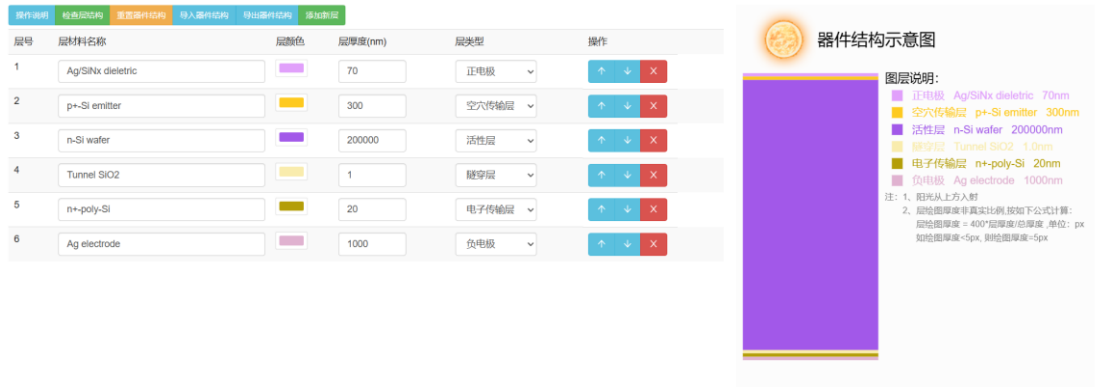 操作说明 检查层结构 重置器件结构 导入器件结构 导出器件结构 添加新层
层号 层材料名称 层颜色 层厚度(nm) 层类型 操作
1 Ag/SiNx dieletric 70 正电极 ↑ ↓ X
2 p+-Si emitter 300 空穴传输层 ↑ ↓ X
3 n-Si wafer 200000 活性层 ↑ ↓ X
4 Tunnel SiO2 1 隧穿层 ↑ ↓ X
5 n+-poly-Si 20 电子传输层 ↑ ↓ X
6 Ag electrode 1000 负电极 ↑ ↓ X
器件结构示意图
图层说明:
正电极 Ag/SiNx dieletric 70nm
空穴传输层 p+-Si emitter 300nm
活性层 n-Si wafer 200000nm
隧穿层 Tunnel SiO2 1.0nm
电子传输层 n+-poly-Si 20nm
负电极 Ag electrode 1000nm
注: 1、阳光从上方入射
2、层绘图厚度非真实比例,按如下公式计算:
层绘图厚度 = 400*层厚度/总厚度 ,单位: px
如绘图厚度<5px, 则绘图厚度=5px